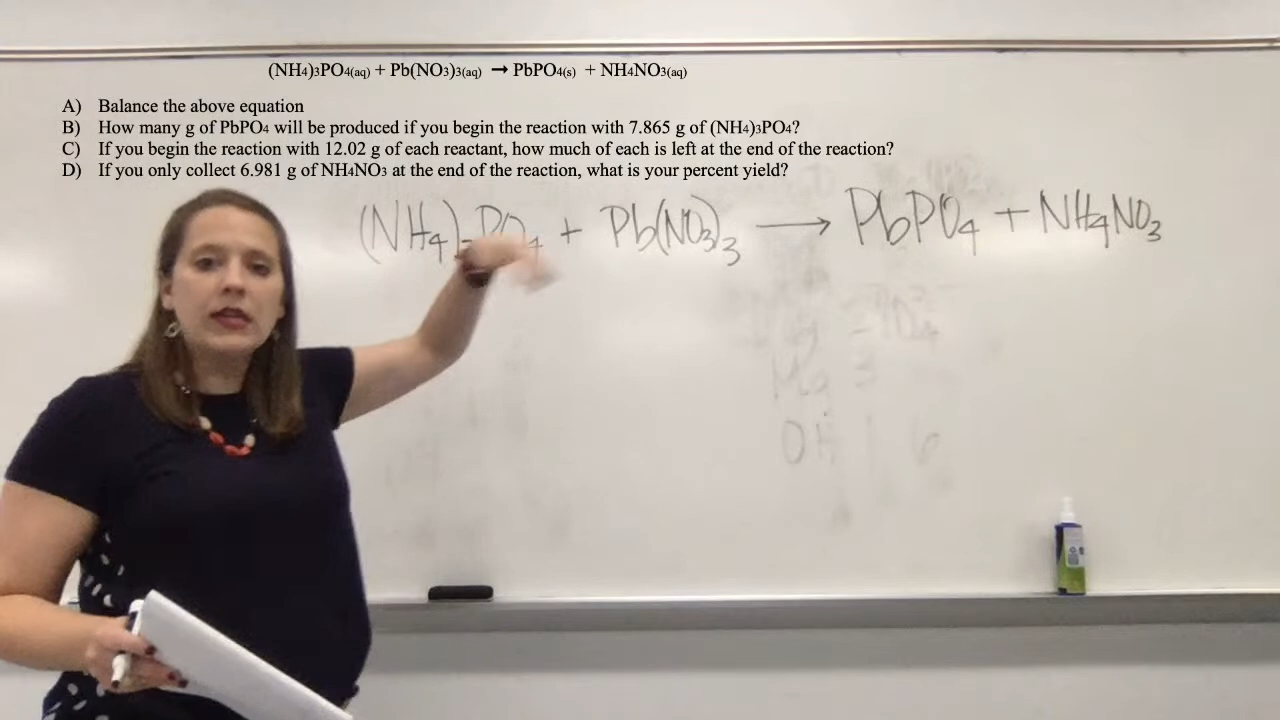 (NH4)3PO4(aq) + Pb(NO3)3(aq) → PbPO4(s) + NH4NO3(aq)
A) Balance the above equation
B) How many g of PbPO4 will be produced if you begin the reaction with 7.865 g of (NH4)3PO4?
C) If you begin the reaction with 12.02 g of each reactant, how much of each is left at the end of the reaction?
D) If you only collect 6.981 g of NH4NO3 at the end of the reaction, what is your percent yield?
(NH4)3PO4 + Pb(NO3)3 → PbPO4 + NH4NO3
OH 6